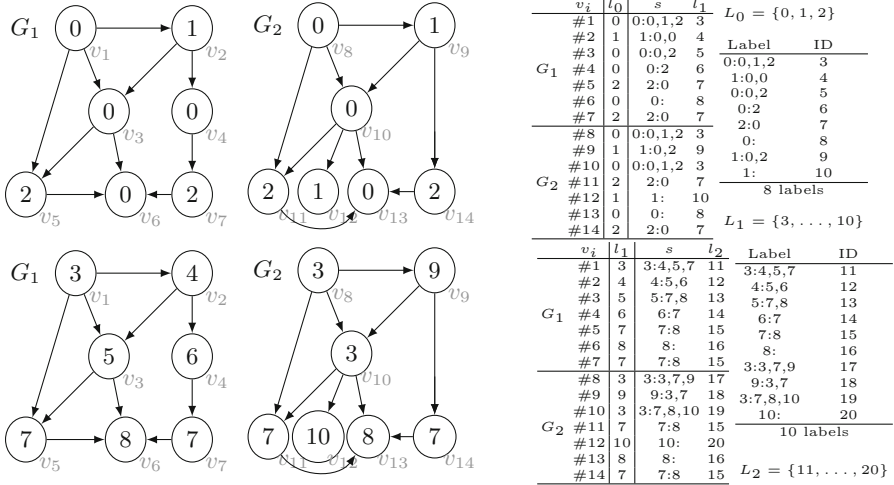 G₁ 0 1
v₁ v₂
0 0
v₃ v₄
2 0 2
v₅ v₆ v₇
G₂ 0 1
v₈ v₉
0
v₁₀
2 1 0 2
v₁₁ v₁₂ v₁₃ v₁₄
G₁ 3 4
v₁ v₂
5 6
v₃ v₄
7 8 7
v₅ v₆ v₇
G₂ 3 9
v₈ v₉
3
v₁₀
7 10 8 7
v₁₁ v₁₂ v₁₃ v₁₄
vᵢ l₀ s l₁
#1 0 0:0,1,2 3
#2 1 1:0,0 4
#3 0 0:0,2 5
G₁ #4 0 0:2 6
#5 2 2:0 7
#6 0 0: 8
#7 2 2:0 7
#8 0 0:0,1,2 3
#9 1 1:0,2 9
#10 0 0:0,1,2 3
G₂ #11 2 2:0 7
#12 1 1: 10
#13 0 0: 8
#14 2 2:0 7
L₀ = {0, 1, 2}
Label ID
0:0,1,2 3
1:0,0 4
0:0,2 5
0:2 6
2:0 7
0: 8
1:0,2 9
1: 10
8 labels
L₁ = {3, . . . , 10}
vᵢ l₁ s l₂
#1 3 3:4,5,7 11
#2 4 4:5,6 12
#3 5 5:7,8 13
G₁ #4 6 6:7 14
#5 7 7:8 15
#6 8 8: 16
#7 7 7:8 15
#8 3 3:3,7,9 17
#9 9 9:3,7 18
#10 3 3:7,8,10 19
G₂ #11 7 7:8 15
#12 10 10: 20
#13 8 8: 16
#14 7 7:8 15
Label ID
3:4,5,7 11
4:5,6 12
5:7,8 13
6:7 14
7:8 15
8: 16
3:3,7,9 17
9:3,7 18
3:7,8,10 19
10: 20
10 labels
L₂ = {11, . . . , 20}